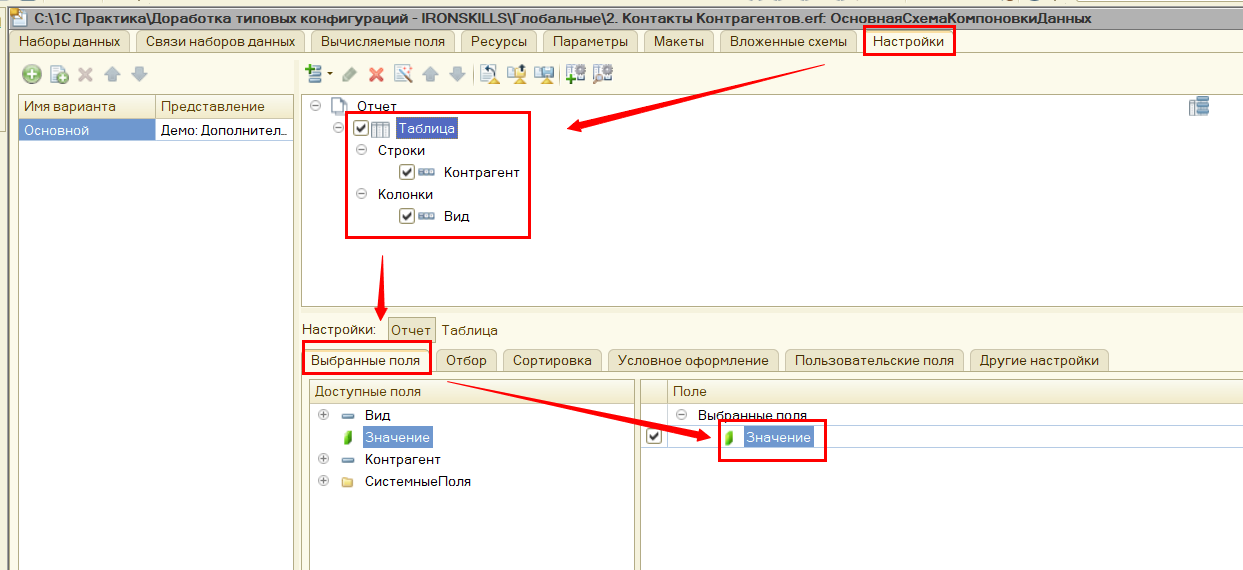 C:\1С Практика\Доработка типовых конфигураций - IRONSKILLS\Глобальные\2. Контакты Контрагентов.erf: ОсновнаяСхемаКомпоновкиДанных
Наборы данных Связи наборов данных Вычисляемые поля Ресурсы Параметры Макеты Вложенные схемы Настройки
Имя варианта Представление
Основной Демо: Дополнител...
Отчет
Таблица
Строки
Контрагент
Колонки
Вид
Настройки: Отчет Таблица
Выбранные поля Отбор Сортировка Условное оформление Пользовательские поля Другие настройки
Доступные поля Поле
Вид Выбранные поля
Значение Значение
Контрагент
СистемныеПоля